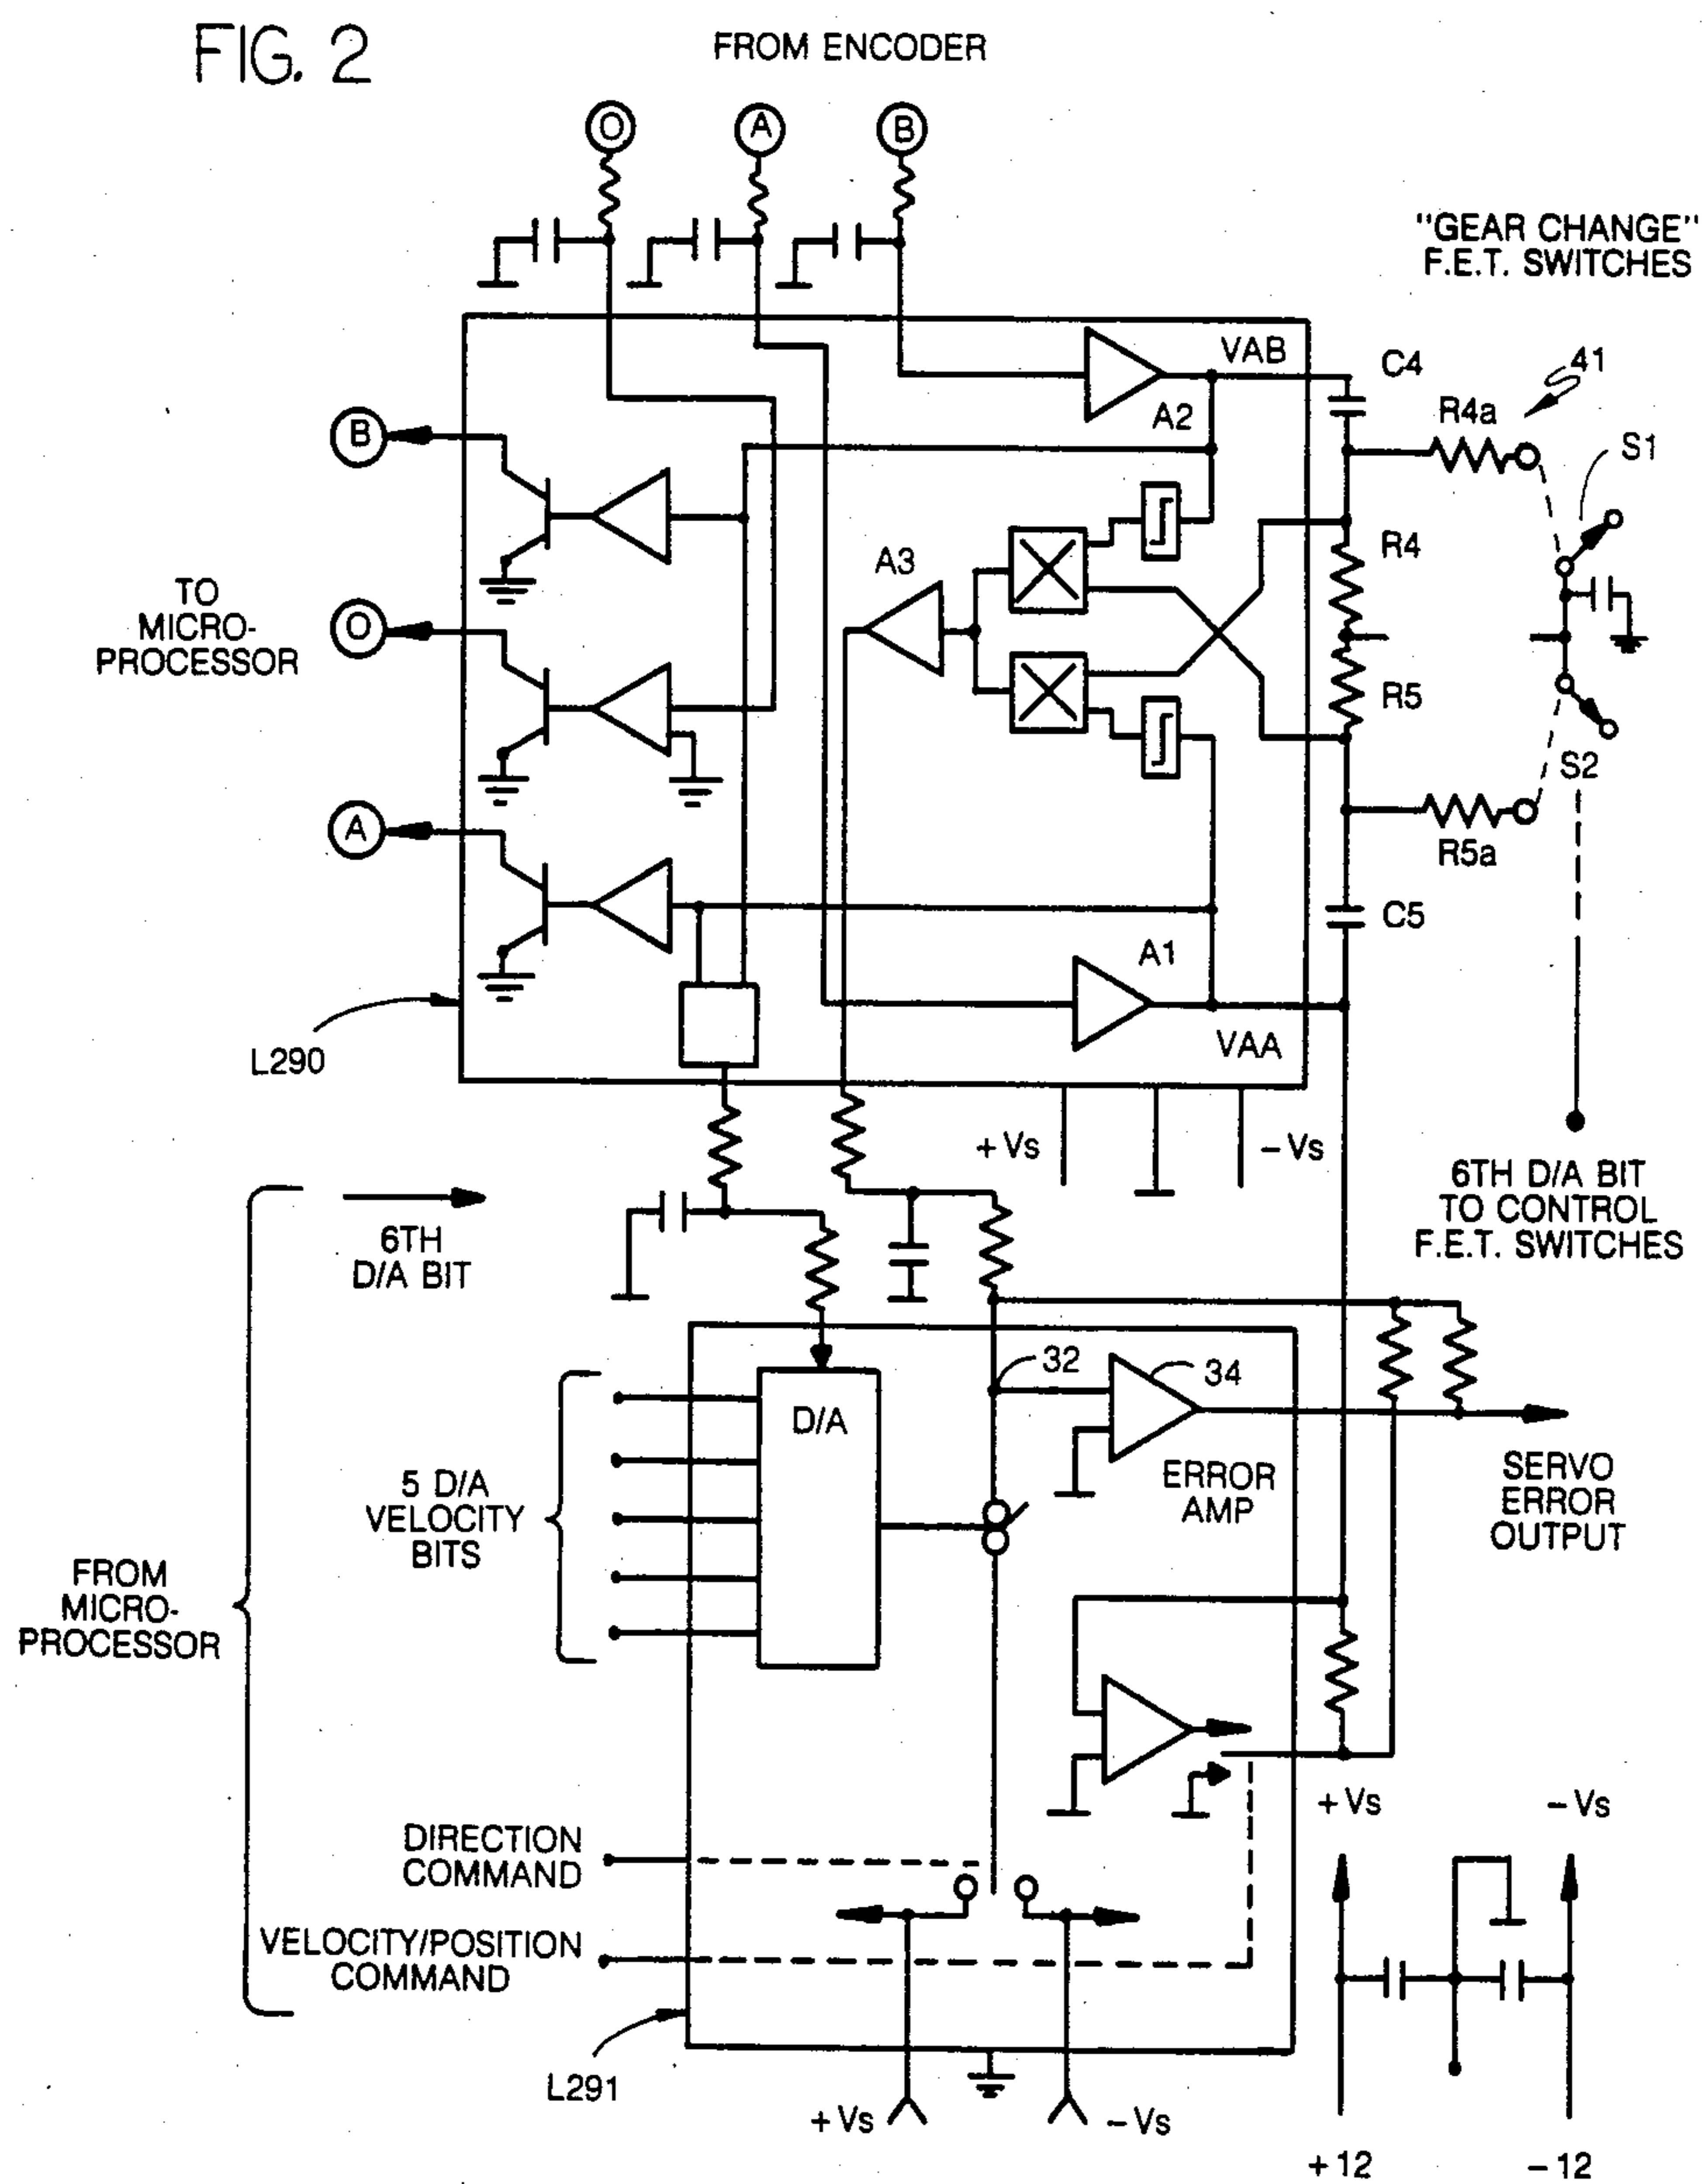 FIG. 2
FROM ENCODER
O
A
B
"GEAR CHANGE"
F.E.T. SWITCHES
VAB
C4
41
A2
R4a
S1
B
A3
R4
TO
MICRO-
PROCESSOR
O
R5
S2
A
R5a
C5
A1
VAA
L290
+Vs
-Vs
6TH D/A BIT
TO CONTROL
F.E.T. SWITCHES
6TH
D/A BIT
32
34
D/A
5 D/A
VELOCITY
BITS
ERROR
AMP
SERVO
ERROR
OUTPUT
FROM
MICRO-
PROCESSOR
+Vs
-Vs
DIRECTION
COMMAND
VELOCITY/POSITION
COMMAND
L291
+Vs
-Vs
+12
-12